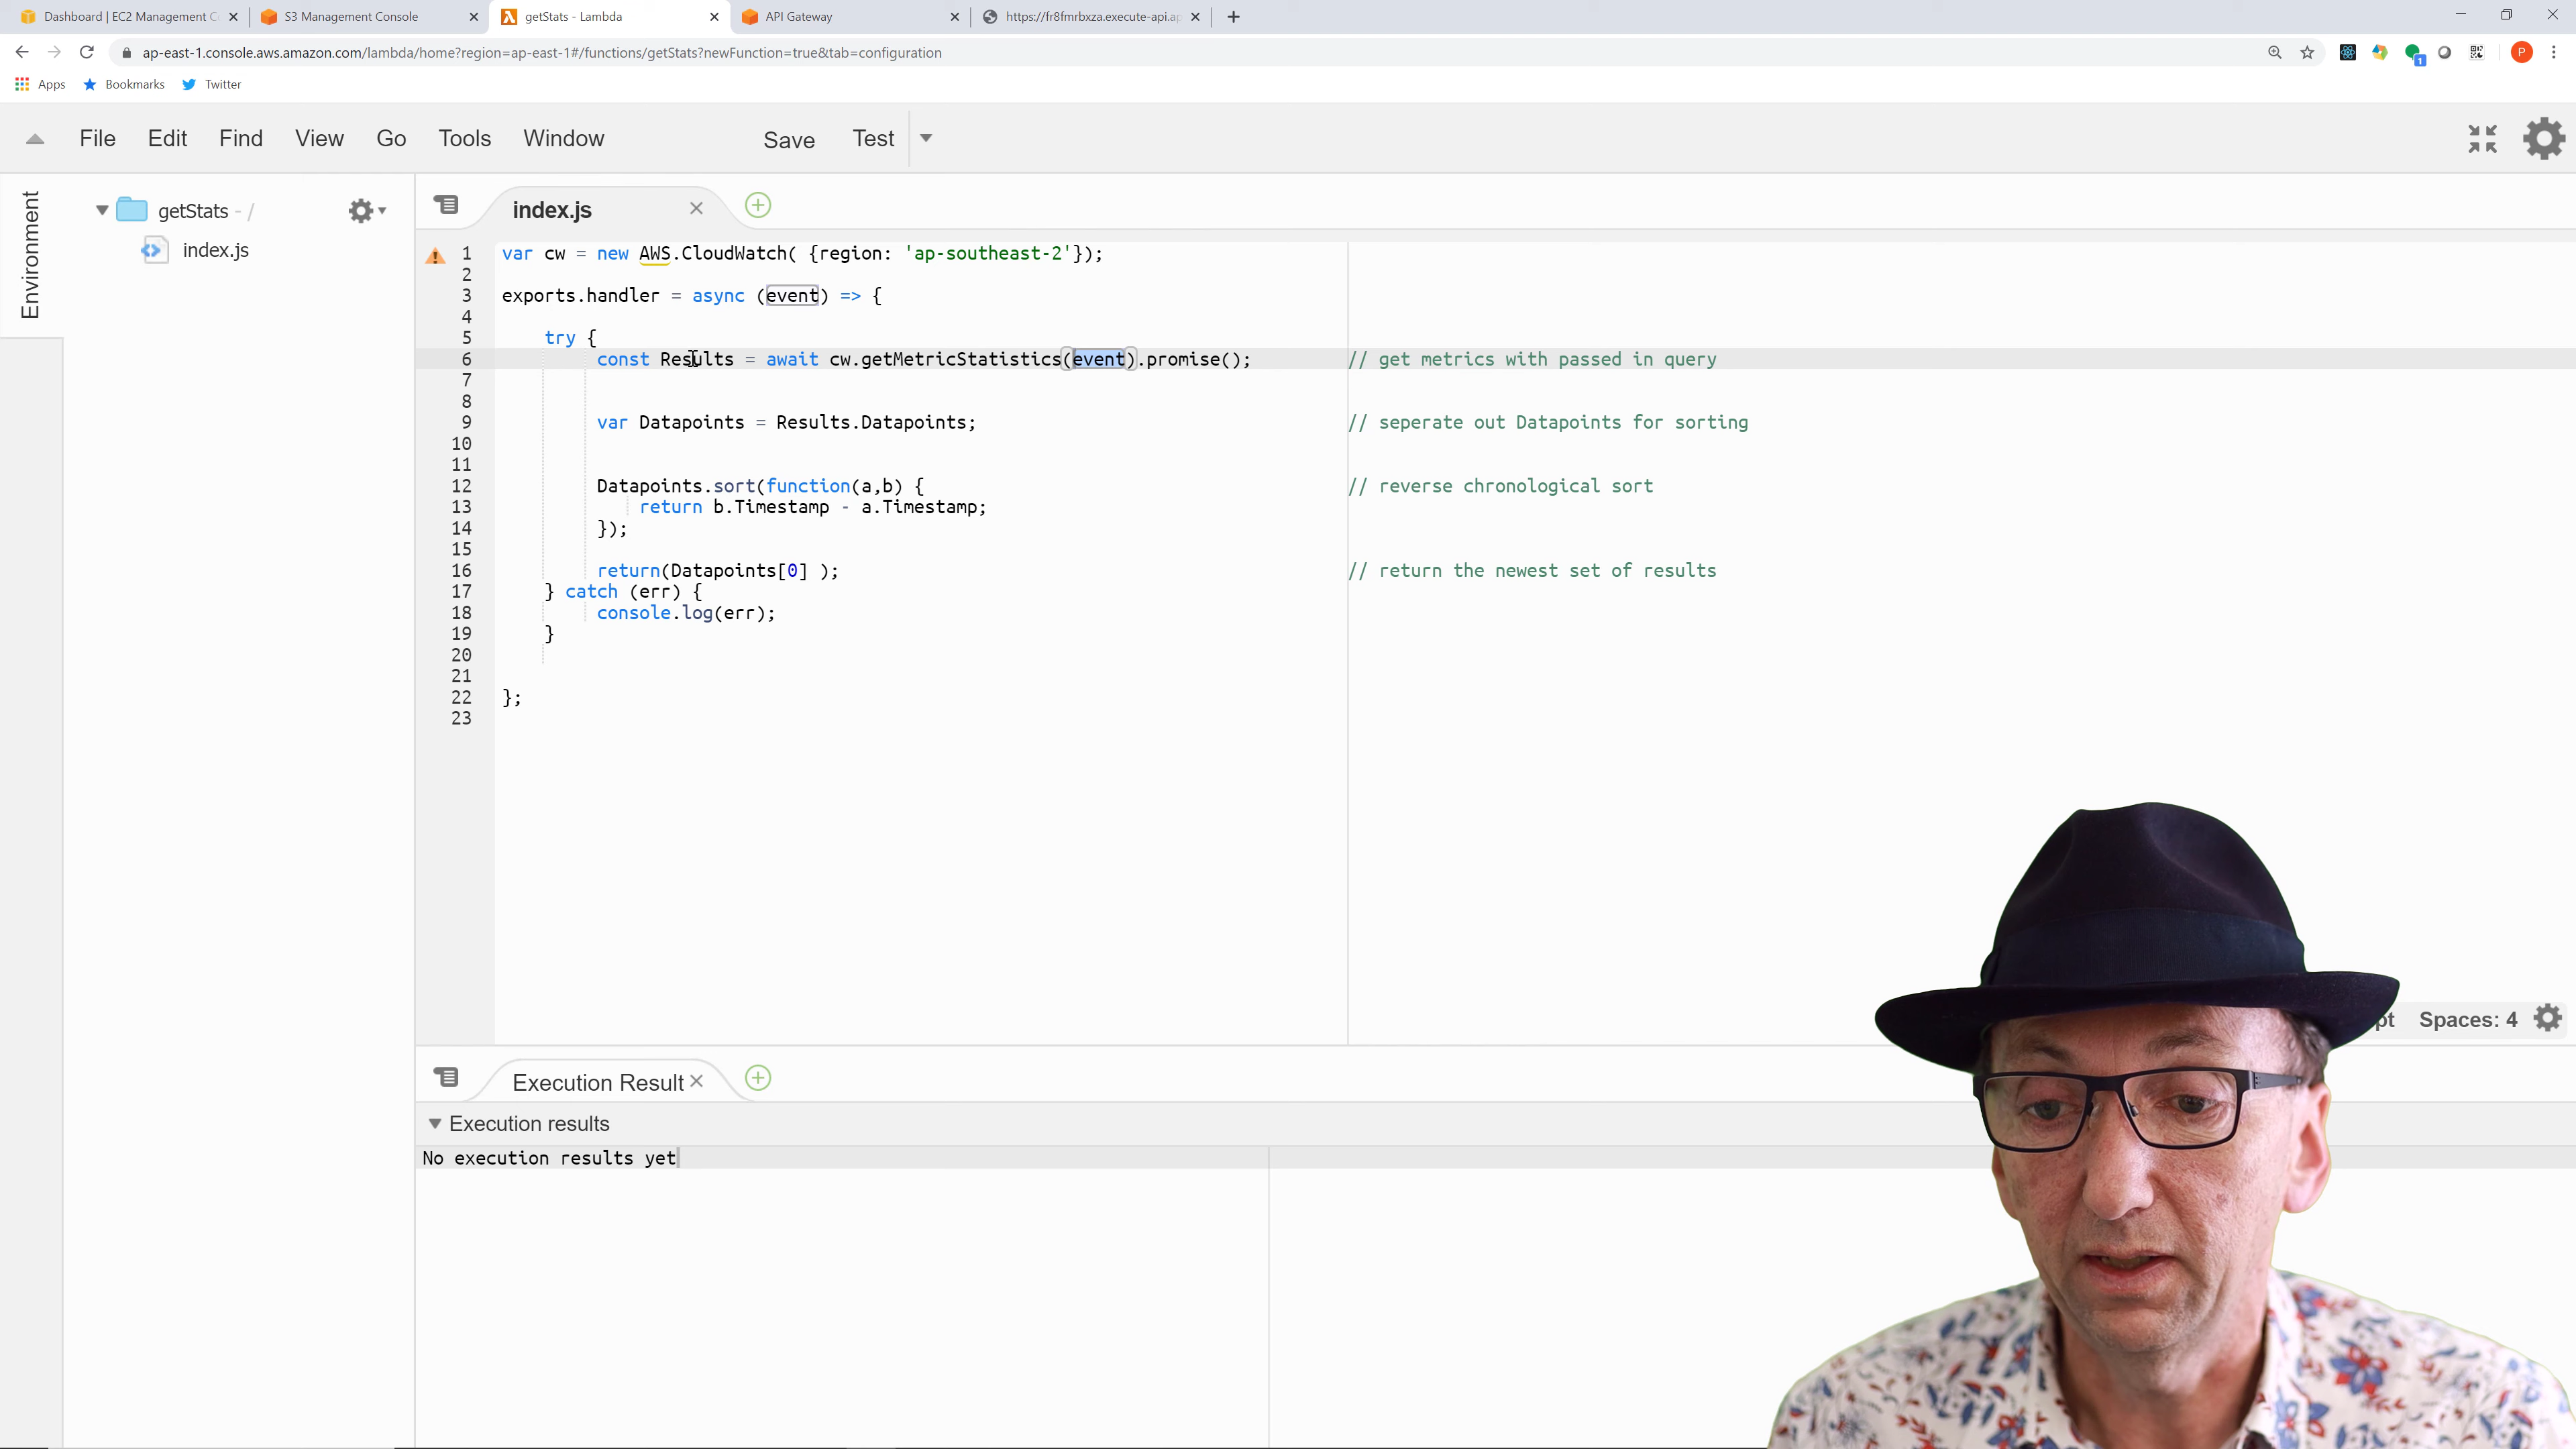 Dashboard | EC2 Management C
S3 Management Console
getStats - Lambda
API Gateway
https://fr8fmrbxza.execute-api.ap
ap-east-1.console.aws.amazon.com/lambda/home?region=ap-east-1#/functions/getStats?newFunction=true&tab=configuration
P
1
Apps
Bookmarks
Twitter
File
Edit
Find
View
Go
Tools
Window
Save
Test
Environment
getStats - /
index.js
index.js
1 var cw = new AWS.CloudWatch( {region: 'ap-southeast-2'});
2
3 exports.handler = async (event) => {
4
5 try {
6 const Results = await cw.getMetricStatistics(event).promise(); // get metrics with passed in query
7
8
9 var Datapoints = Results.Datapoints; // seperate out Datapoints for sorting
10
11
12 Datapoints.sort(function(a,b) { // reverse chronological sort
13 return b.Timestamp - a.Timestamp;
14 });
15
16 return(Datapoints[0] ); // return the newest set of results
17 } catch (err) {
18 console.log(err);
19 }
20
21
22 };
23
pt Spaces: 4
Execution Result
Execution results
No execution results yet